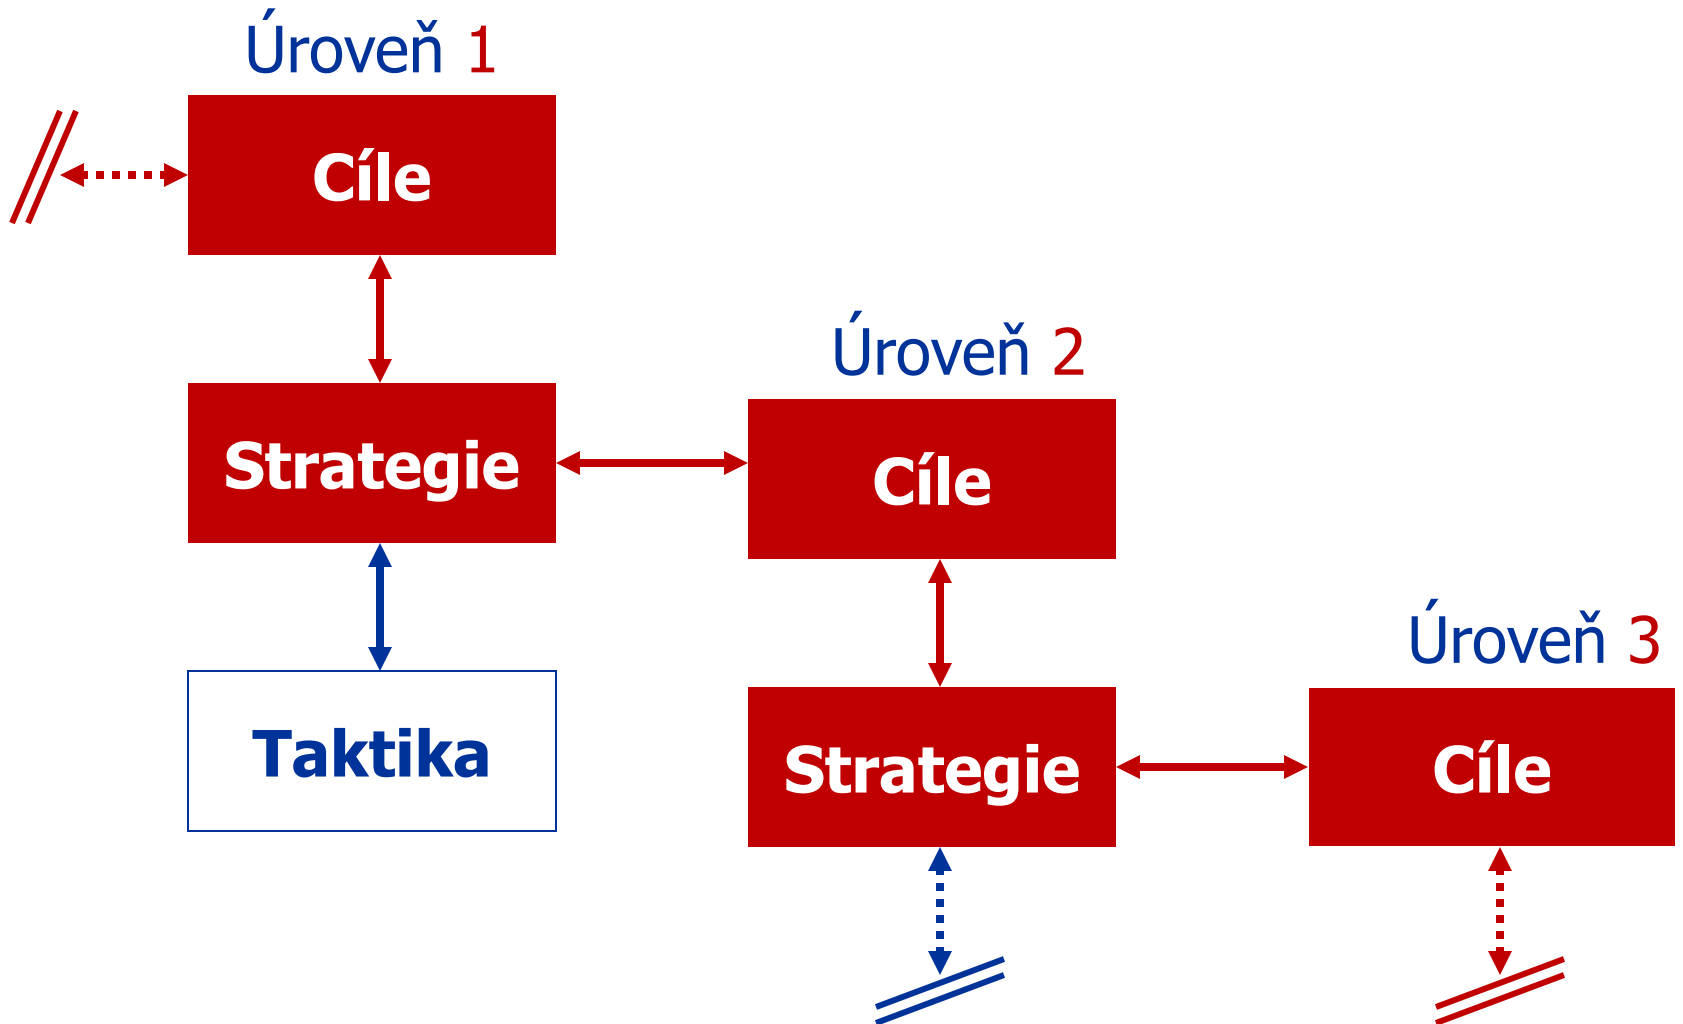 Úroveň 1
Cíle
Strategie
Taktika
Úroveň 2
Cíle
Strategie
Úroveň 3
Cíle